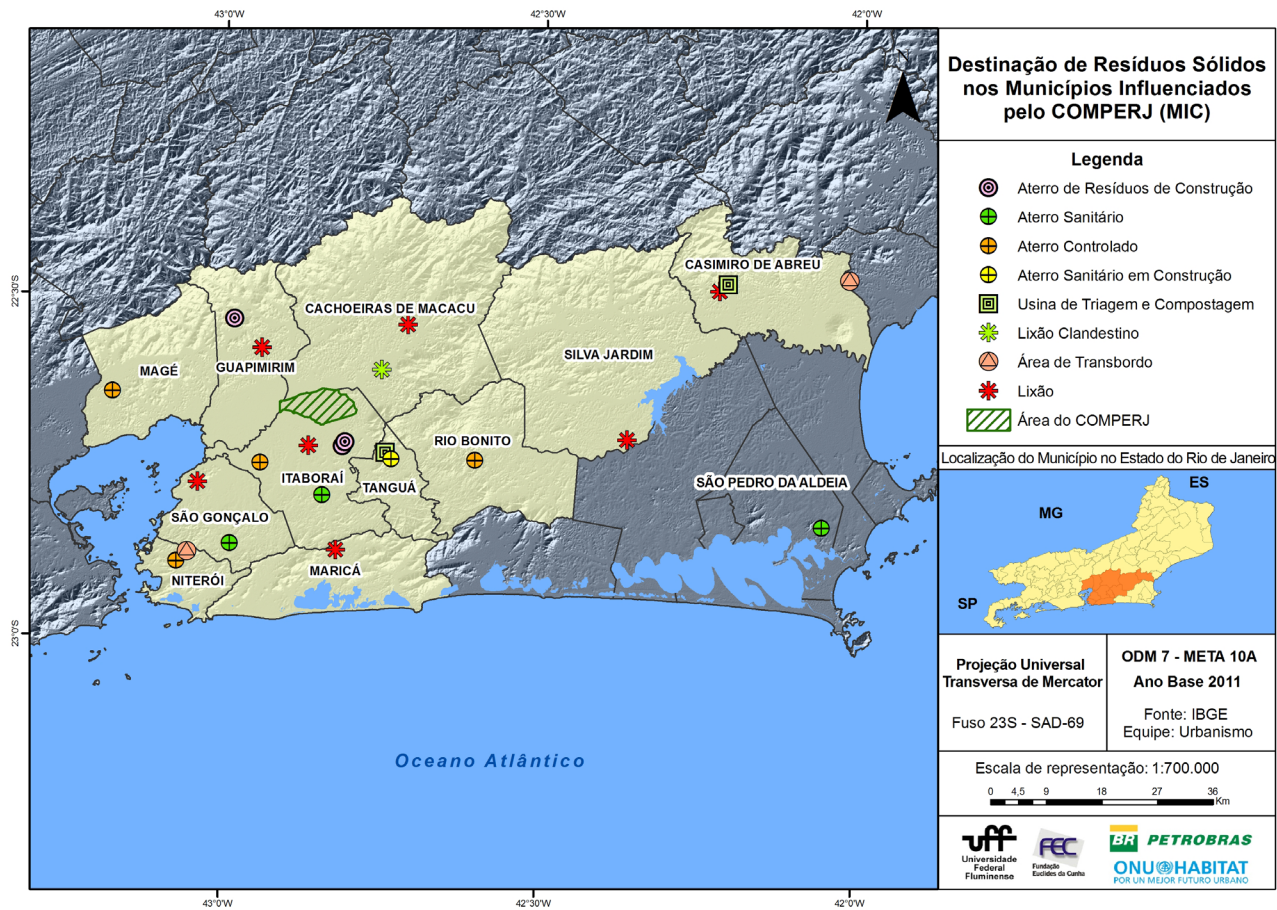 43°0'W
42°30'W
42°0'W
22°30'S
23°0'S
CASIMIRO DE ABREU
CACHOEIRAS DE MACACU
SILVA JARDIM
MAGÉ
GUAPIMIRIM
RIO BONITO
ITABORAÍ
TANGUÁ
SÃO PEDRO DA ALDEIA
SÃO GONÇALO
MARICÁ
NITERÓI
Oceano Atlântico
43°0'W
42°30'W
42°0'W
Destinação de Resíduos Sólidos
nos Municípios Influenciados
pelo COMPERJ (MIC)
Legenda
Aterro de Resíduos de Construção
Aterro Sanitário
Aterro Controlado
Aterro Sanitário em Construção
Usina de Triagem e Compostagem
Lixão Clandestino
Área de Transbordo
Lixão
Área do COMPERJ
Localização do Município no Estado do Rio de Janeiro
ES
MG
SP
Projeção Universal
Transversa de Mercator
Fuso 23S - SAD-69
ODM 7 - META 10A
Ano Base 2011
Fonte: IBGE
Equipe: Urbanismo
Escala de representação: 1:700.000
0 4,5 9 18 27 36
Km
uff
Universidade
Federal
Fluminense
FEC
Fundação
Euclides da Cunha
BR PETROBRAS
ONU HABITAT
POR UN MEJOR FUTURO URBANO